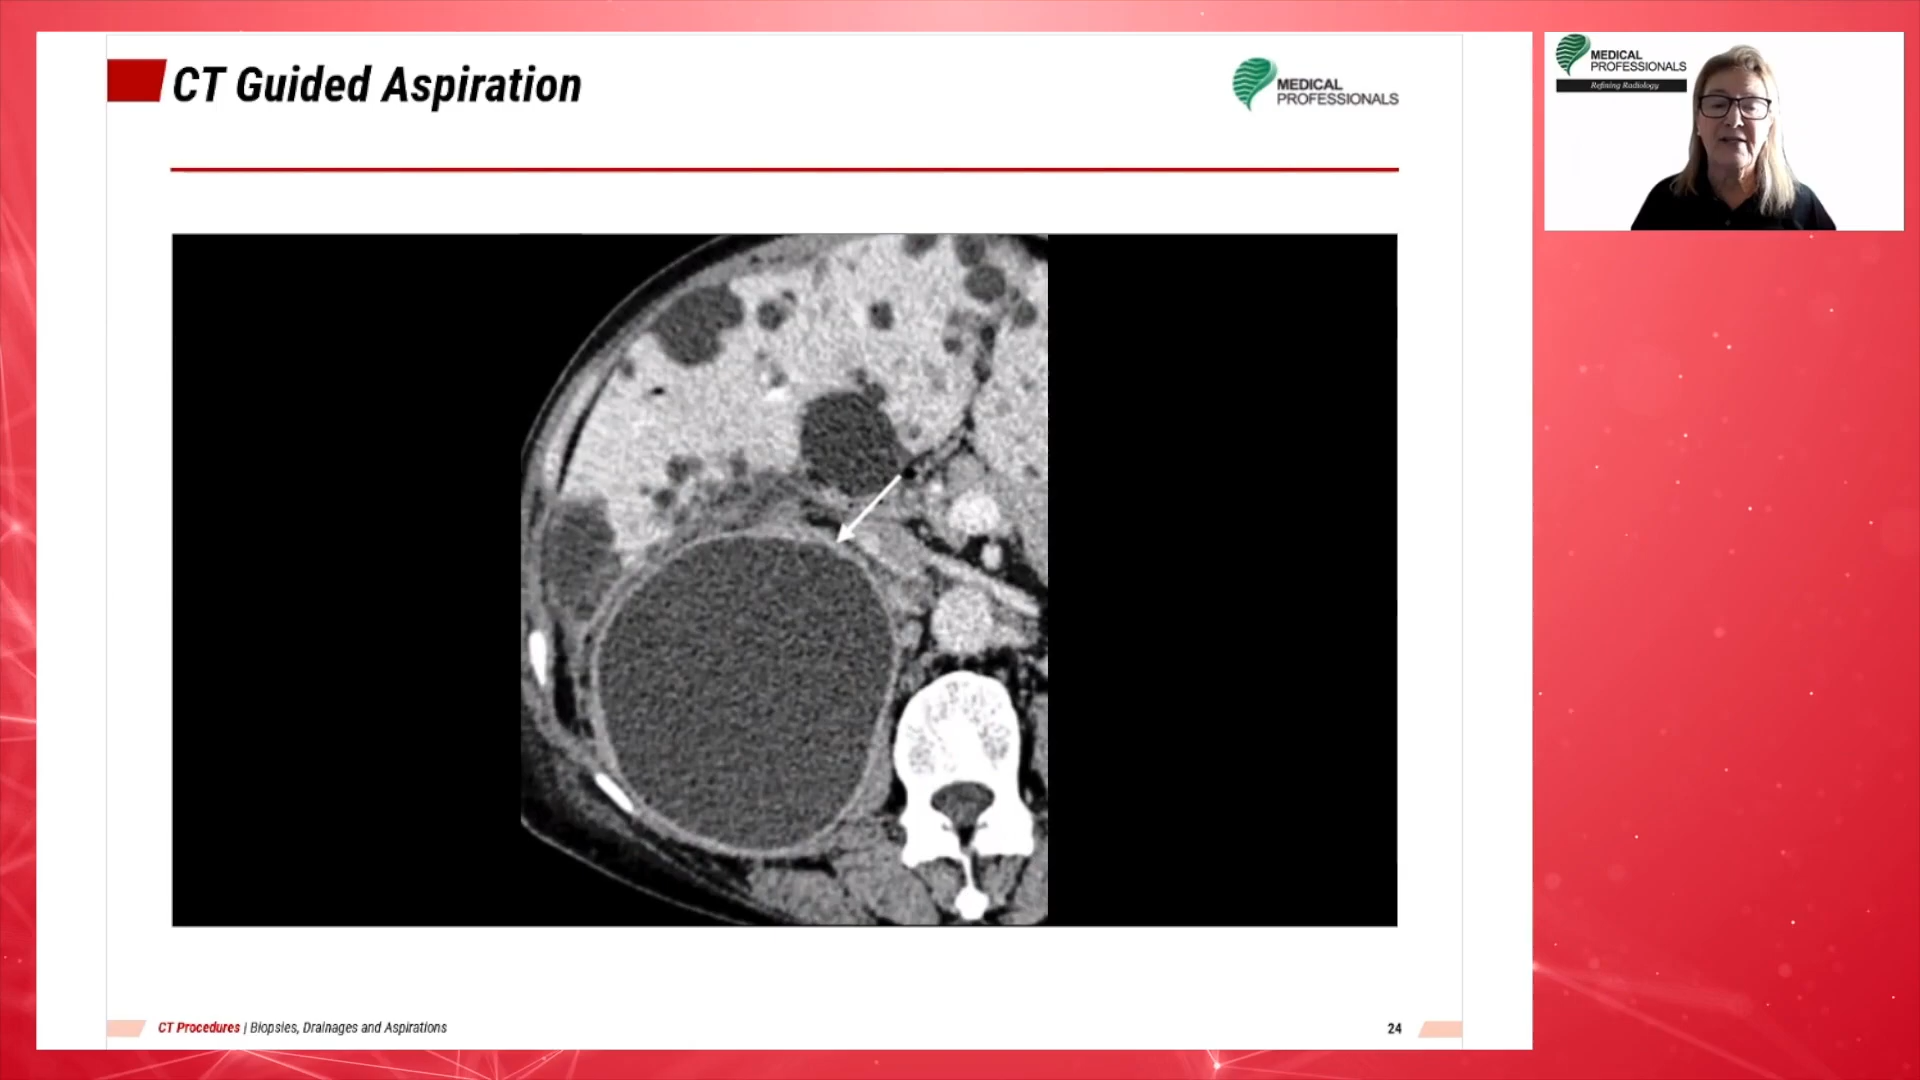 CT Guided Aspiration
MEDICAL
PROFESSIONALS
MEDICAL
PROFESSIONALS
Refining Radiology
CT Procedures | Biopsies, Drainages and Aspirations
24